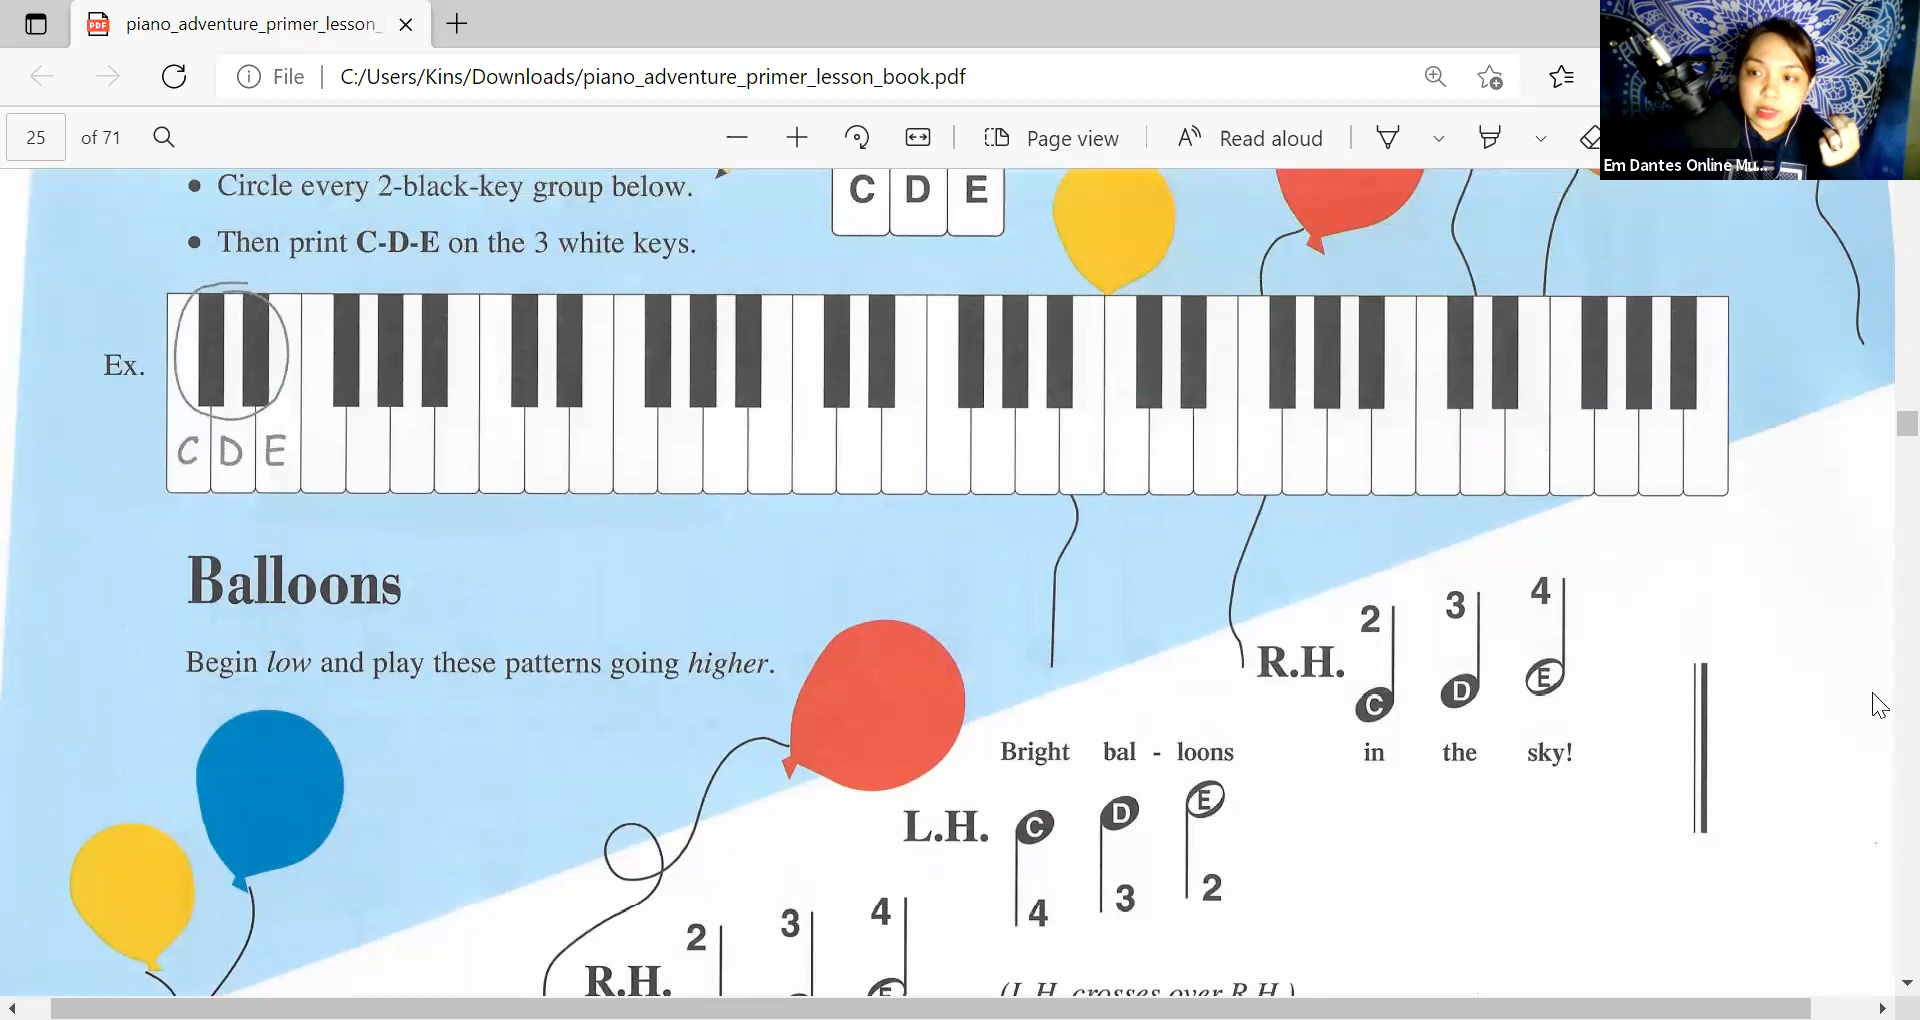 piano_adventure_primer_lesson_
File
C:/Users/Kins/Downloads/piano_adventure_primer_lesson_book.pdf
25 of 71
Page view
Read aloud
Em Dantes Online Mu...
• Circle every 2-black-key group below.
C D E
• Then print C-D-E on the 3 white keys.
Ex.
C D E
Balloons
Begin low and play these patterns going higher.
2 3 4
R.H.
C D E
Bright bal - loons in the sky!
L.H. C D E
4 3 2
2 3 4
R.H. E
(L.H. crosses over R.H.)